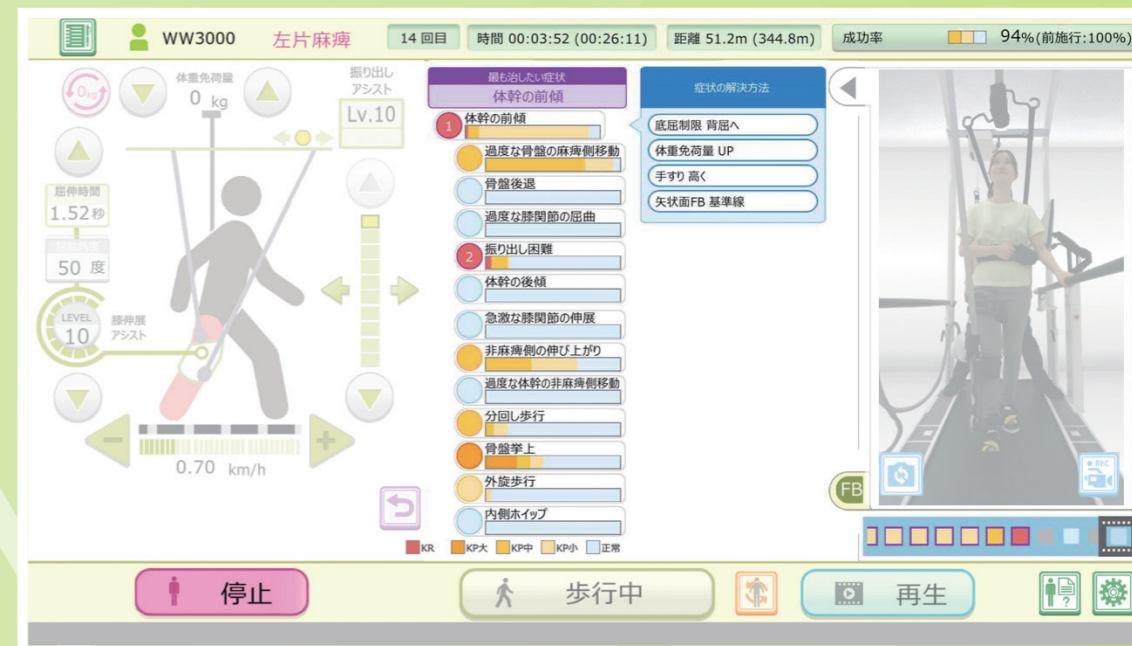 WW3000
左片麻痺
14 回目
時間 00:03:52 (00:26:11)
距離 51.2m (344.8m)
成功率
94%(前施行:100%)
0kg
体重免荷量
0 kg
振り出し
アシスト
Lv.10
屈伸時間
1.52秒
50 度
LEVEL
10
膝伸展
アシスト
0.70 km/h
最も治したい症状
体幹の前傾
1
体幹の前傾
過度な骨盤の麻痺側移動
骨盤後退
過度な膝関節の屈曲
2
振り出し困難
体幹の後傾
急激な膝関節の伸展
非麻痺側の伸び上がり
過度な体幹の非麻痺側移動
分回し歩行
骨盤挙上
外旋歩行
内側ホイップ
KR KP大 KP中 KP小 正常
症状の解決方法
底屈制限 背屈へ
体重免荷量 UP
手すり 高く
矢状面FB 基準線
REC
FB
停止
歩行中
再生
?